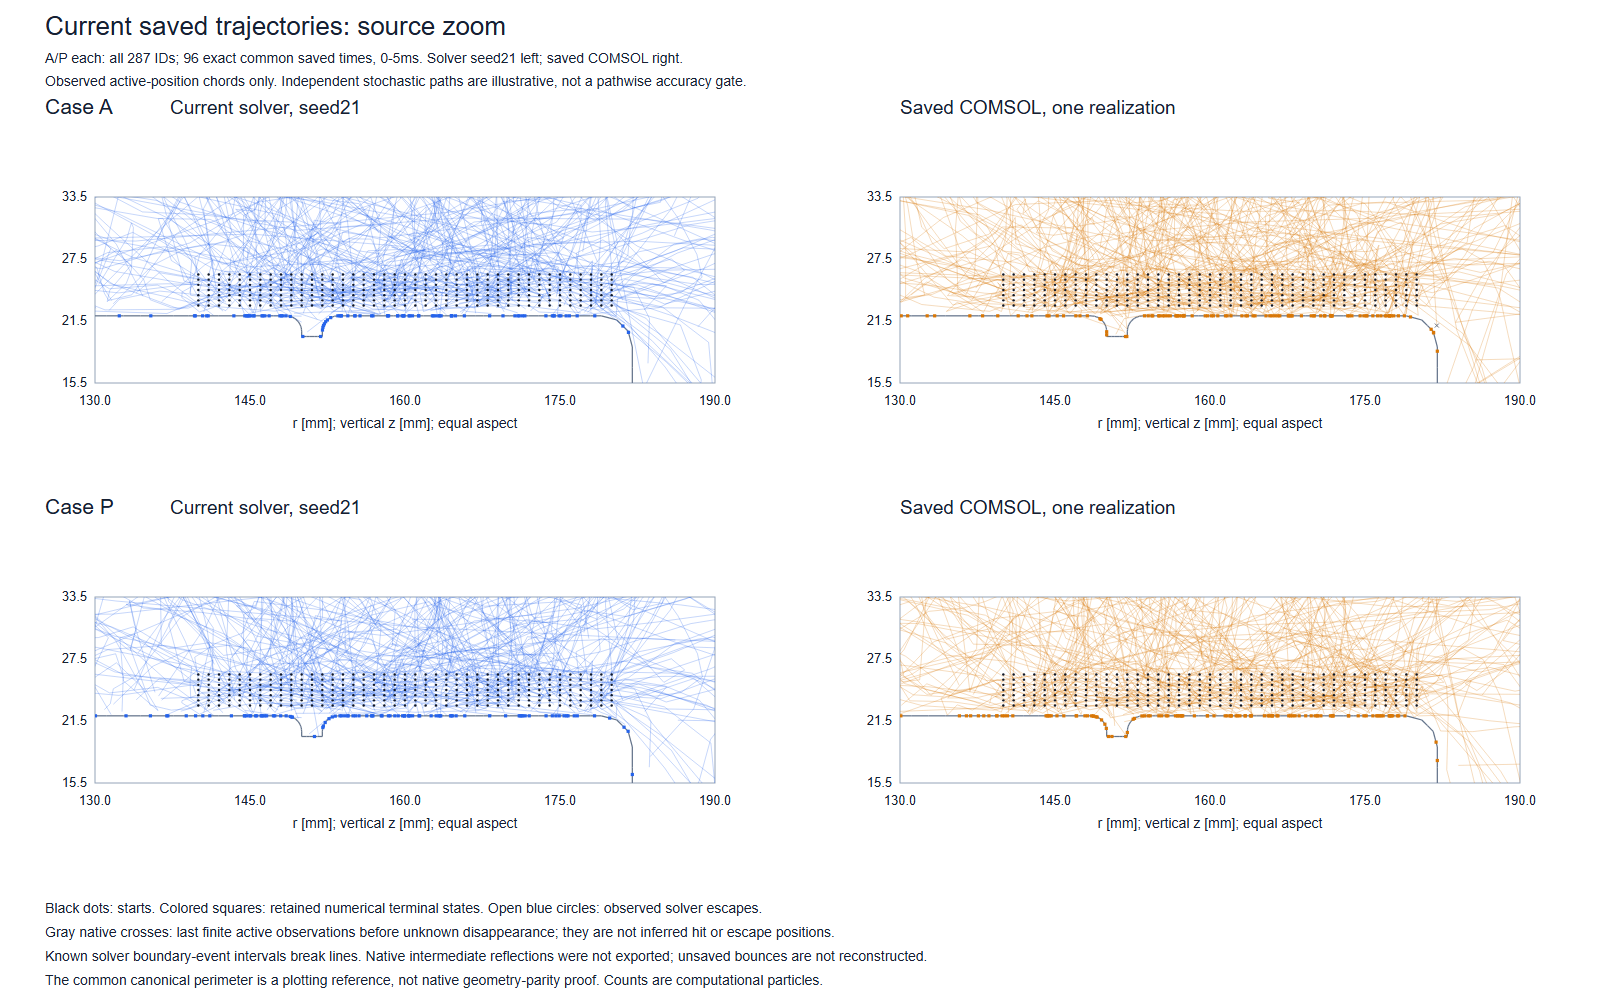 Current saved trajectories: source zoom
A/P each: all 287 IDs; 96 exact common saved times, 0-5ms. Solver seed21 left; saved COMSOL right.
Observed active-position chords only. Independent stochastic paths are illustrative, not a pathwise accuracy gate.
Case A Current solver, seed21 Saved COMSOL, one realization
33.5 33.5
27.5 27.5
21.5 21.5
15.5 15.5
130.0 145.0 160.0 175.0 190.0 130.0 145.0 160.0 175.0 190.0
r [mm]; vertical z [mm]; equal aspect r [mm]; vertical z [mm]; equal aspect
Case P Current solver, seed21 Saved COMSOL, one realization
33.5 33.5
27.5 27.5
21.5 21.5
15.5 15.5
130.0 145.0 160.0 175.0 190.0 130.0 145.0 160.0 175.0 190.0
r [mm]; vertical z [mm]; equal aspect r [mm]; vertical z [mm]; equal aspect
Black dots: starts. Colored squares: retained numerical terminal states. Open blue circles: observed solver escapes.
Gray native crosses: last finite active observations before unknown disappearance; they are not inferred hit or escape positions.
Known solver boundary-event intervals break lines. Native intermediate reflections were not exported; unsaved bounces are not reconstructed.
The common canonical perimeter is a plotting reference, not native geometry-parity proof. Counts are computational particles.